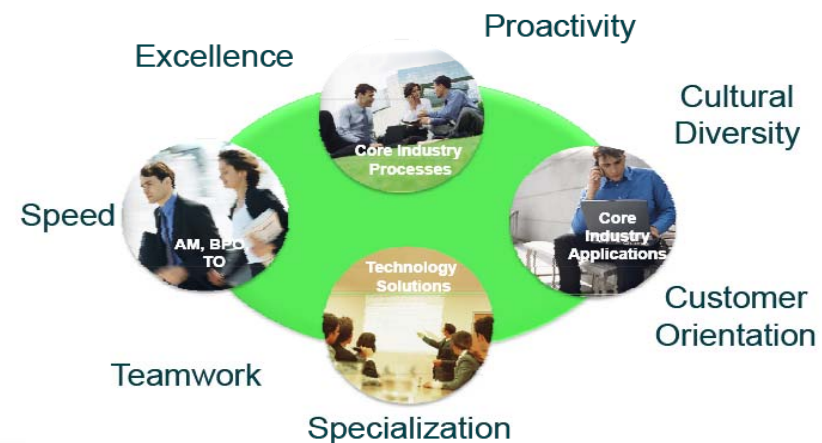 Proactivity
Excellence
Cultural
Diversity
Core Industry
Processes
Speed
AM, BPO
TO
Core
Industry
Applications
Technology
Solutions
Customer
Orientation
Teamwork
Specialization